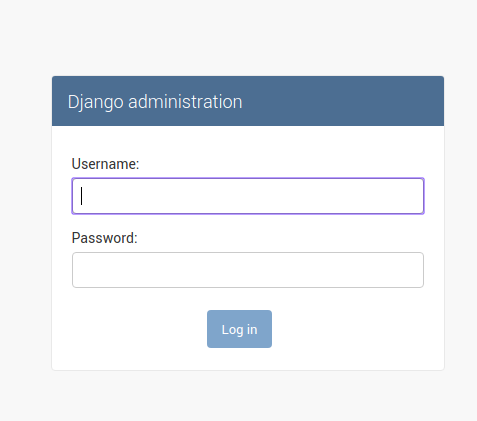 Django administration
Username:
Password:
Log in